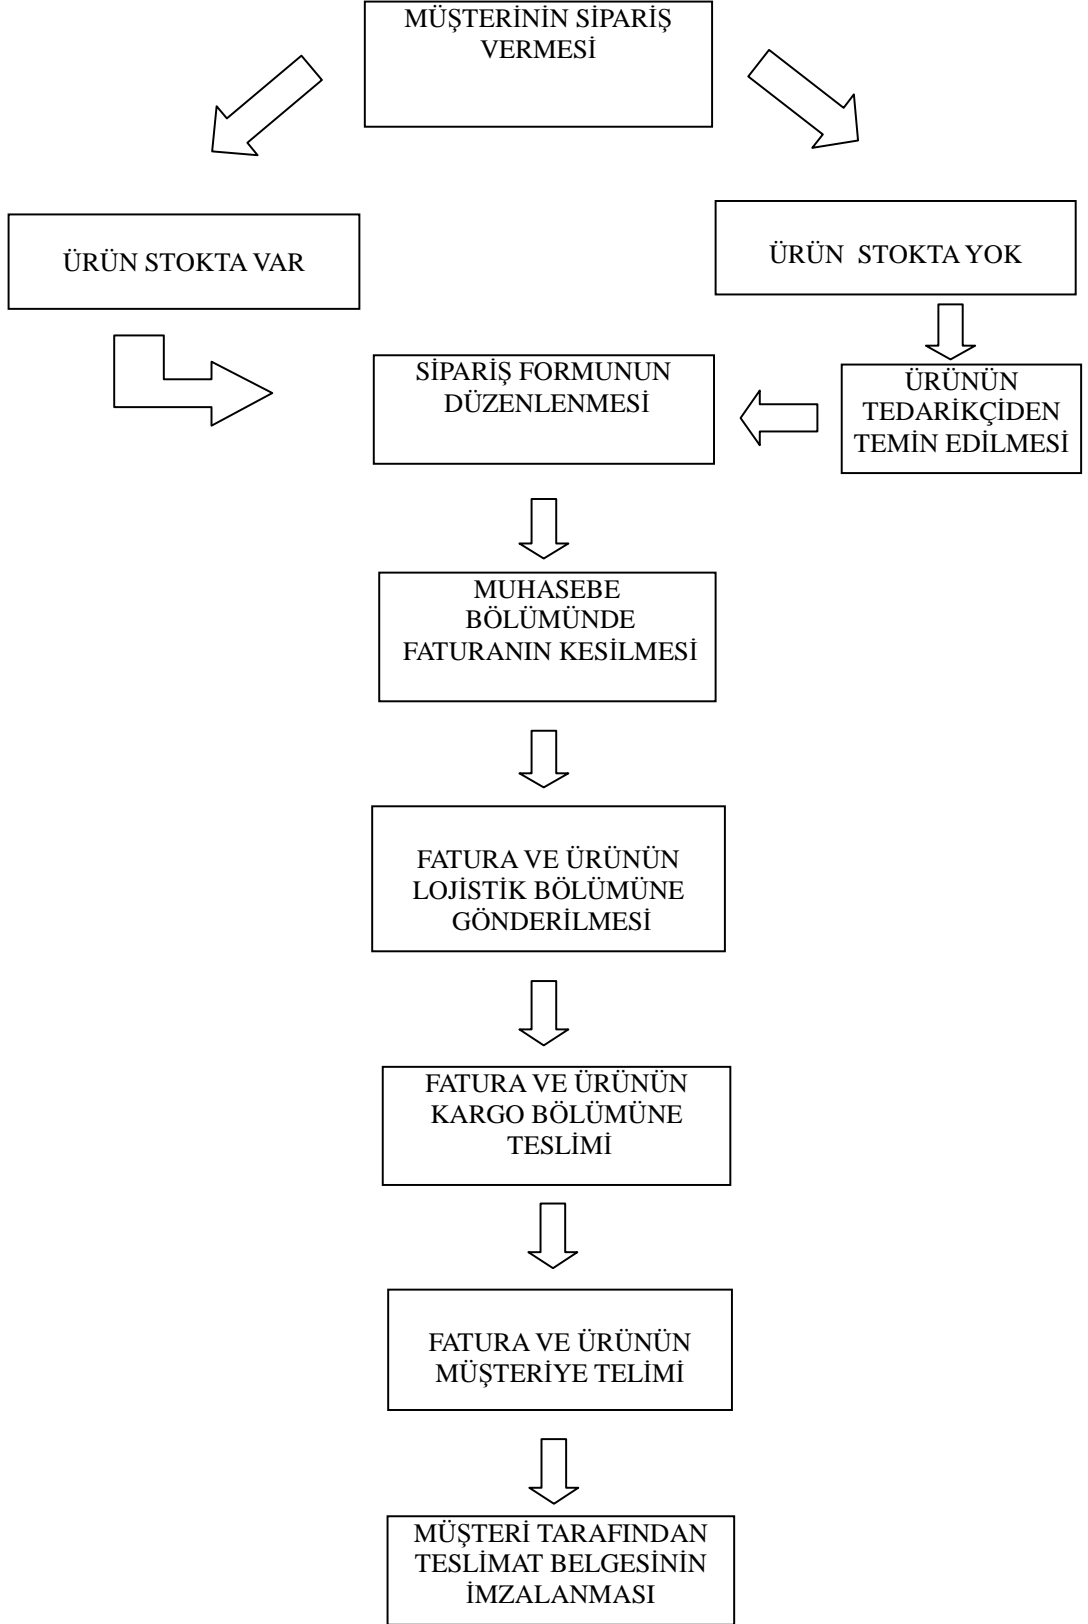 MÜŞTERİNİN SİPARİŞ
VERMESİ
ÜRÜN STOKTA VAR
ÜRÜN STOKTA YOK
SİPARİŞ FORMUNUN
DÜZENLENMESİ
ÜRÜNÜN
TEDARİKÇİDEN
TEMİN EDİLMESİ
MUHASEBE
BÖLÜMÜNDE
FATURANIN KESİLMESİ
FATURA VE ÜRÜNÜN
LOJİSTİK BÖLÜMÜNE
GÖNDERİLMESİ
FATURA VE ÜRÜNÜN
KARGO BÖLÜMÜNE
TESLİMİ
FATURA VE ÜRÜNÜN
MÜŞTERİYE TELİMİ
MÜŞTERİ TARAFINDAN
TESLİMAT BELGESİNİN
İMZALANMASI